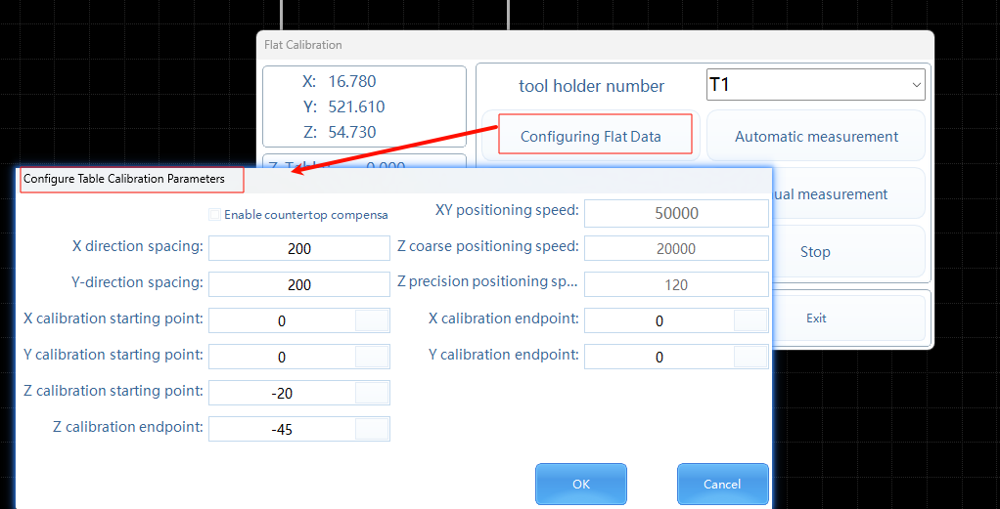 Flat Calibration
X: 16.780
Y: 521.610
Z: 54.730
tool holder number T1
Configuring Flat Data
Automatic measurement
measurement
Stop
Exit
0.000
Configure Table Calibration Parameters
Enable countertop compensa
XY positioning speed: 50000
X direction spacing: 200
Z coarse positioning speed: 20000
Y-direction spacing: 200
Z precision positioning sp... 120
X calibration starting point: 0
X calibration endpoint: 0
Y calibration starting point: 0
Y calibration endpoint: 0
Z calibration starting point: -20
Z calibration endpoint: -45
OK
Cancel